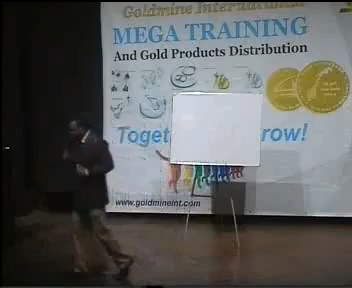 Goldmine International
MEGA TRAINING
And Gold Products Distribution
Toget row!
www.goldmineint.com